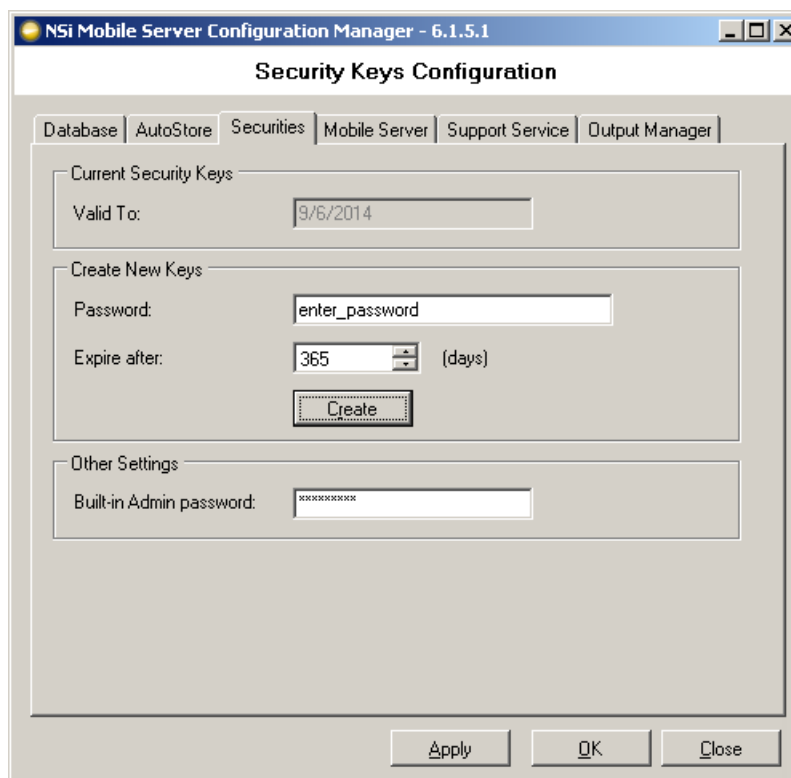 NSi Mobile Server Configuration Manager - 6.1.5.1
Security Keys Configuration
Database AutoStore Securities Mobile Server Support Service Output Manager
Current Security Keys
Valid To: 9/6/2014
Create New Keys
Password: enter_password
Expire after: 365 (days)
Create
Other Settings
Built-in Admin password: *********
Apply OK Close